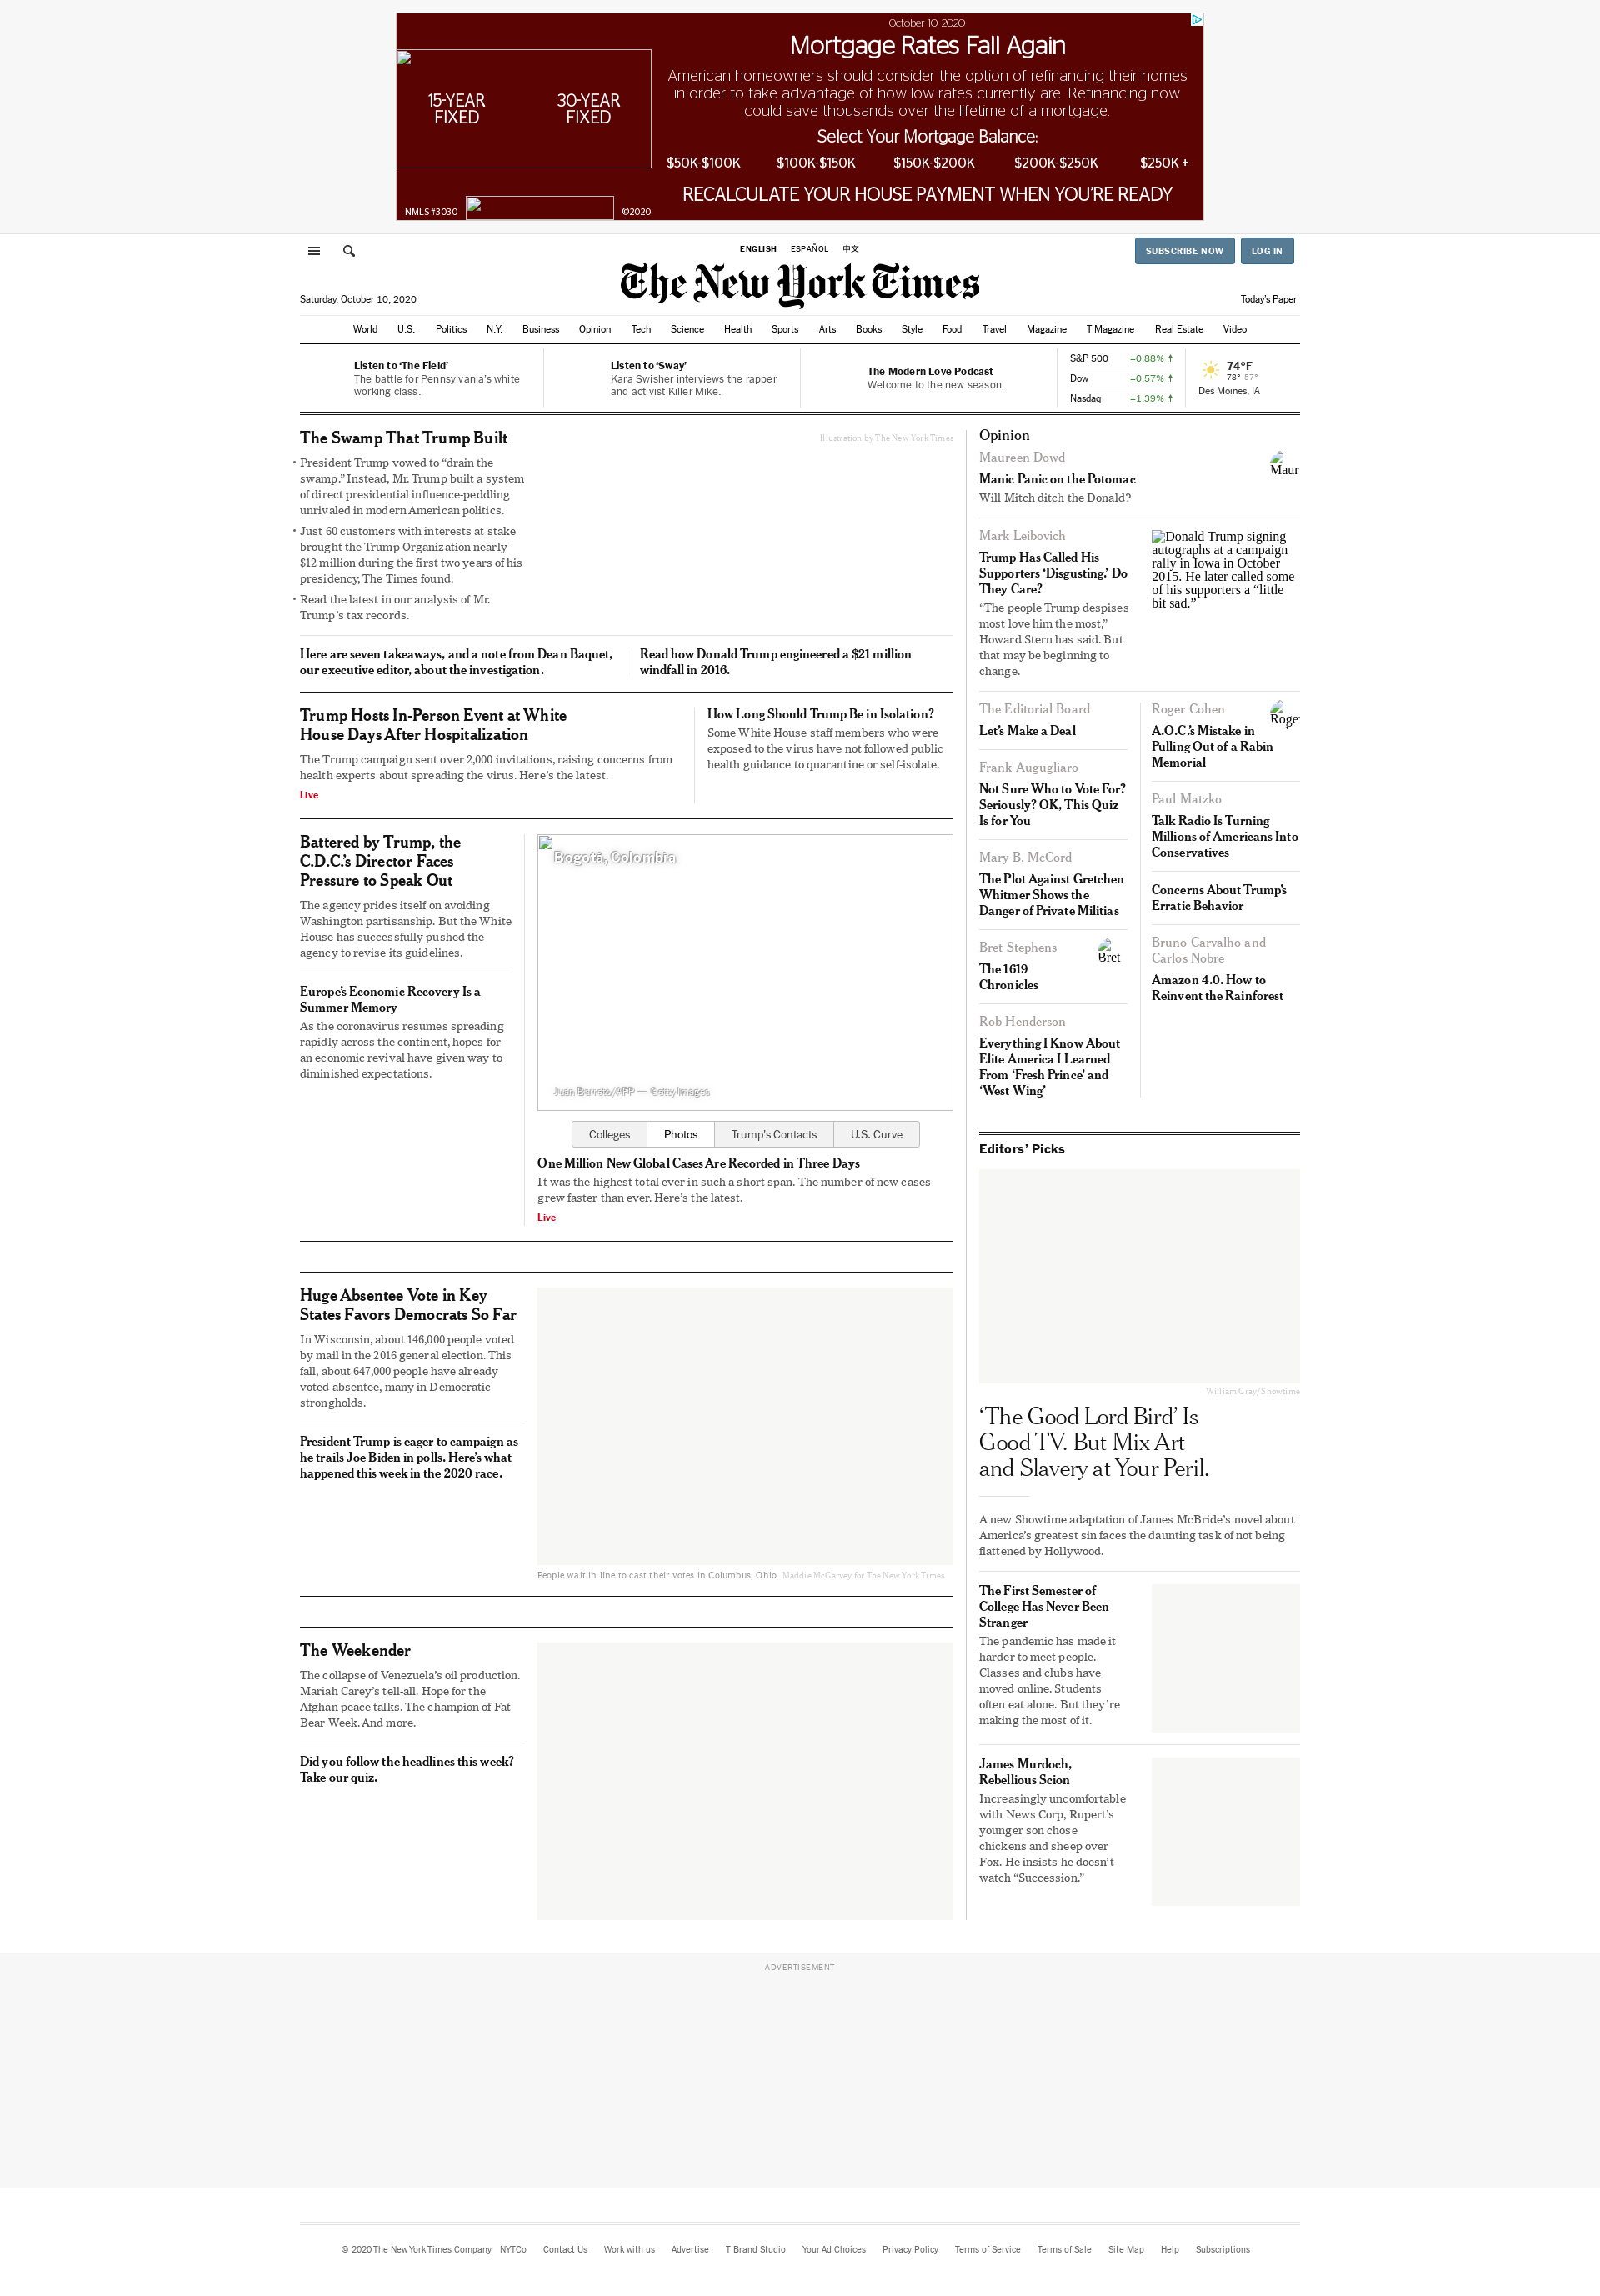 October 10, 2020
Mortgage Rates Fall Again
American homeowners should consider the option of refinancing their homes
in order to take advantage of how low rates currently are. Refinancing now
could save thousands over the lifetime of a mortgage.
15-YEAR
FIXED
30-YEAR
FIXED
Select Your Mortgage Balance:
$50K-$100K $100K-$150K $150K-$200K $200K-$250K $250K +
RECALCULATE YOUR HOUSE PAYMENT WHEN YOU'RE READY
NMLS#3030 ©2020
ENGLISH ESPAÑOL 中文
SUBSCRIBE NOW LOG IN
The New York Times
Saturday, October 10, 2020
Today's Paper
World U.S. Politics N.Y. Business Opinion Tech Science Health Sports Arts Books Style Food Travel Magazine T Magazine Real Estate Video
Listen to ‘The Field’
The battle for Pennsylvania's white
working class.
Listen to ‘Sway’
Kara Swisher interviews the rapper
and activist Killer Mike.
The Modern Love Podcast
Welcome to the new season.
S&P 500 +0.88%
Dow +0.57%
Nasdaq +1.39%
74°F
78° 57°
Des Moines, IA
The Swamp That Trump Built
• President Trump vowed to “drain the
swamp.” Instead, Mr. Trump built a system
of direct presidential influence-peddling
unrivaled in modern American politics.
• Just 60 customers with interests at stake
brought the Trump Organization nearly
$12 million during the first two years of his
presidency, The Times found.
• Read the latest in our analysis of Mr.
Trump’s tax records.
Illustration by The New York Times
Here are seven takeaways, and a note from Dean Baquet,
our executive editor, about the investigation.
Read how Donald Trump engineered a $21 million
windfall in 2016.
Trump Hosts In-Person Event at White
House Days After Hospitalization
The Trump campaign sent over 2,000 invitations, raising concerns from
health experts about spreading the virus. Here’s the latest.
Live
How Long Should Trump Be in Isolation?
Some White House staff members who were
exposed to the virus have not followed public
health guidance to quarantine or self-isolate.
Battered by Trump, the
C.D.C.’s Director Faces
Pressure to Speak Out
The agency prides itself on avoiding
Washington partisanship. But the White
House has successfully pushed the
agency to revise its guidelines.
Europe’s Economic Recovery Is a
Summer Memory
As the coronavirus resumes spreading
rapidly across the continent, hopes for
an economic revival have given way to
diminished expectations.
Bogotá, Colombia
Juan Barreto/AFP — Getty Images
Colleges Photos Trump's Contacts U.S. Curve
One Million New Global Cases Are Recorded in Three Days
It was the highest total ever in such a short span. The number of new cases
grew faster than ever. Here’s the latest.
Live
Huge Absentee Vote in Key
States Favors Democrats So Far
In Wisconsin, about 146,000 people voted
by mail in the 2016 general election. This
fall, about 647,000 people have already
voted absentee, many in Democratic
strongholds.
President Trump is eager to campaign as
he trails Joe Biden in polls. Here’s what
happened this week in the 2020 race.
People wait in line to cast their votes in Columbus, Ohio. Maddie McGarvey for The New York Times
The Weekender
The collapse of Venezuela’s oil production.
Mariah Carey’s tell-all. Hope for the
Afghan peace talks. The champion of Fat
Bear Week. And more.
Did you follow the headlines this week?
Take our quiz.
Opinion
Maureen Dowd
Manic Panic on the Potomac
Will Mitch ditch the Donald?
Maur
Mark Leibovich
Trump Has Called His
Supporters ‘Disgusting.’ Do
They Care?
“The people Trump despises
most love him the most,”
Howard Stern has said. But
that may be beginning to
change.
Donald Trump signing
autographs at a campaign
rally in Iowa in October
2015. He later called some
of his supporters a “little
bit sad.”
The Editorial Board
Let’s Make a Deal
Frank Augugliaro
Not Sure Who to Vote For?
Seriously? OK, This Quiz
Is for You
Mary B. McCord
The Plot Against Gretchen
Whitmer Shows the
Danger of Private Militias
Bret Stephens
The 1619
Chronicles
Bret
Rob Henderson
Everything I Know About
Elite America I Learned
From ‘Fresh Prince’ and
‘West Wing’
Roger Cohen
A.O.C.’s Mistake in
Pulling Out of a Rabin
Memorial
Roger
Paul Matzko
Talk Radio Is Turning
Millions of Americans Into
Conservatives
Concerns About Trump’s
Erratic Behavior
Bruno Carvalho and
Carlos Nobre
Amazon 4.0. How to
Reinvent the Rainforest
Editors’ Picks
William Gray/Showtime
‘The Good Lord Bird’ Is
Good TV. But Mix Art
and Slavery at Your Peril.
A new Showtime adaptation of James McBride’s novel about
America’s greatest sin faces the daunting task of not being
flattened by Hollywood.
The First Semester of
College Has Never Been
Stranger
The pandemic has made it
harder to meet people.
Classes and clubs have
moved online. Students
often eat alone. But they’re
making the most of it.
James Murdoch,
Rebellious Scion
Increasingly uncomfortable
with News Corp, Rupert’s
younger son chose
chickens and sheep over
Fox. He insists he doesn’t
watch “Succession.”
ADVERTISEMENT
© 2020 The New York Times Company NYTCo Contact Us Work with us Advertise T Brand Studio Your Ad Choices Privacy Policy Terms of Service Terms of Sale Site Map Help Subscriptions